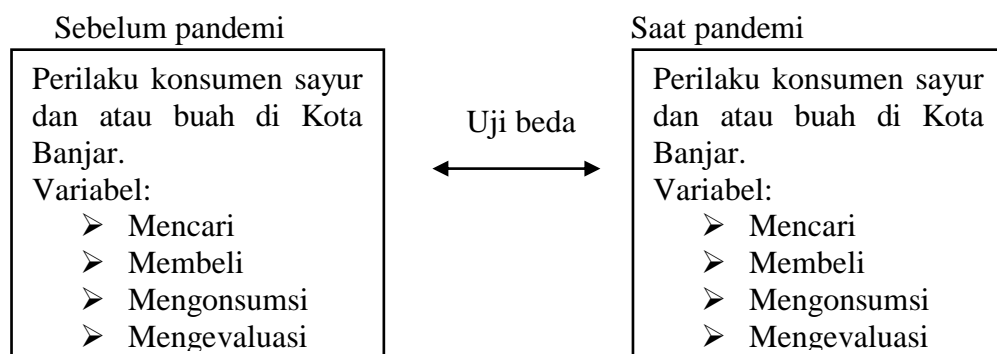 Sebelum pandemi
Perilaku konsumen sayur
dan atau buah di Kota
Banjar.
Variabel:
➢ Mencari
➢ Membeli
➢ Mengonsumsi
➢ Mengevaluasi
Uji beda
Saat pandemi
Perilaku konsumen sayur
dan atau buah di Kota
Banjar.
Variabel:
➢ Mencari
➢ Membeli
➢ Mengonsumsi
➢ Mengevaluasi